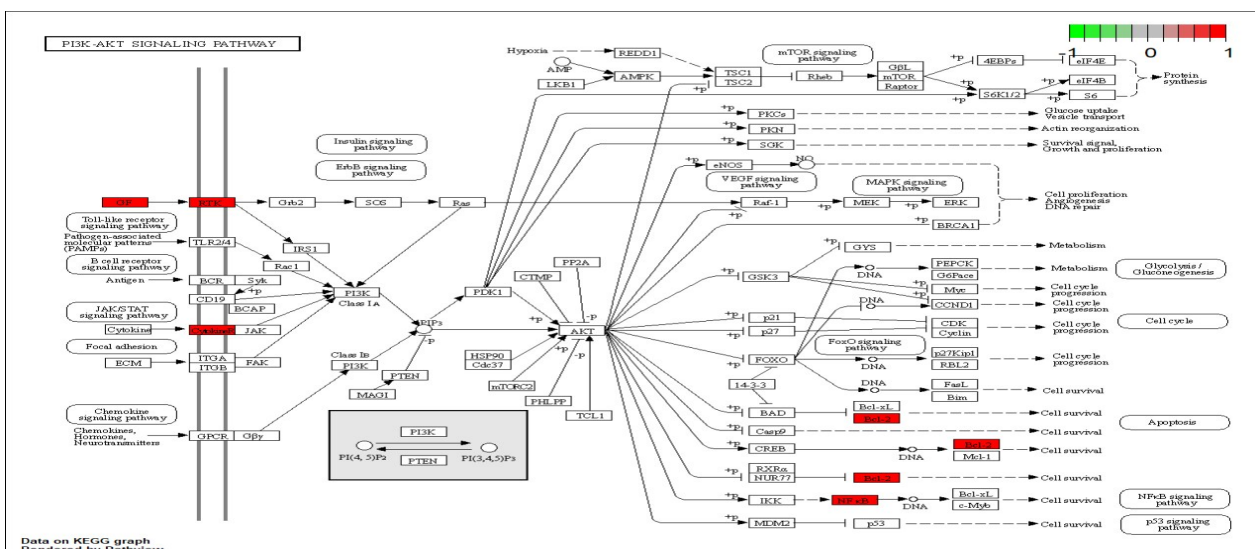 PI3K-AKT SIGNALING PATHWAY
-1 0 1
Hypoxia
REDD1
mTOR signaling
pathway
AMP
LKB1
AMPK
TSC1
TSC2
Rheb
GβL
mTOR
Raptor
4EBPs
eIF4E
S6K1/2
eIF4B
S6
Protein
synthesis
+p
+p
+p
+p
+p
+p
PKCs
Glucose uptake
Vesicle transport
PKN
Actin reorganization
SGK
Survival signal,
Growth and proliferation
Insulin signaling
pathway
ErbB signaling
pathway
eNOS
NO
VEGF signaling
pathway
MAPK signaling
pathway
GF
RTK
Grb2
SOS
Ras
Raf-1
MEK
ERK
BRCA1
Cell proliferation
Angiogenesis
DNA repair
Toll-like receptor
signaling pathway
Pathogen-associated
molecular patterns
(PAMPs)
TLR2/4
IRS1
Rac1
B cell receptor
signaling pathway
Antigen
BCR
Syk
CD19
+p
BCAP
PI3K
Class IA
JAK/STAT
signaling pathway
Cytokine
CytokineR
JAK
Focal adhesion
ECM
ITGA
ITGB
FAK
Chemokine
signaling pathway
Chemokines,
Hormones,
Neurotransmitters
GPCR
Gβγ
Class IB
PI3K
PIP3
-p
PTEN
MAGI
PDK1
CTMP
PP2A
+p
-p
AKT
HSP90
Cdc37
+p
-p
mTORC2
PHLPP
TCL1
PI3K
PI(4, 5)P2
PI(3,4,5)P3
PTEN
GYS
Metabolism
GSK3
DNA
PEPCK
G6Pace
Metabolism
Glycolysis /
Gluconeogenesis
Myc
Cell cycle
progression
DNA
CCND1
Cell cycle
progression
p21
p27
CDK
Cyclin
Cell cycle
progression
Cell cycle
FOXO
FoxO signaling
pathway
DNA
p27Kip1
RBL2
Cell cycle
progression
14-3-3
DNA
FasL
Bim
Cell survival
BAD
Bcl-xL
Bcl-2
Cell survival
Apoptosis
Casp9
Cell survival
CREB
DNA
Bcl-2
Mcl-1
Cell survival
RXRα
NUR77
Bcl-2
Cell survival
IKK
NFκB
DNA
Bcl-xL
c-Myb
Cell survival
NFκB signaling
pathway
MDM2
p53
Cell survival
p53 signaling
pathway
Data on KEGG graph
Rendered by Pathview